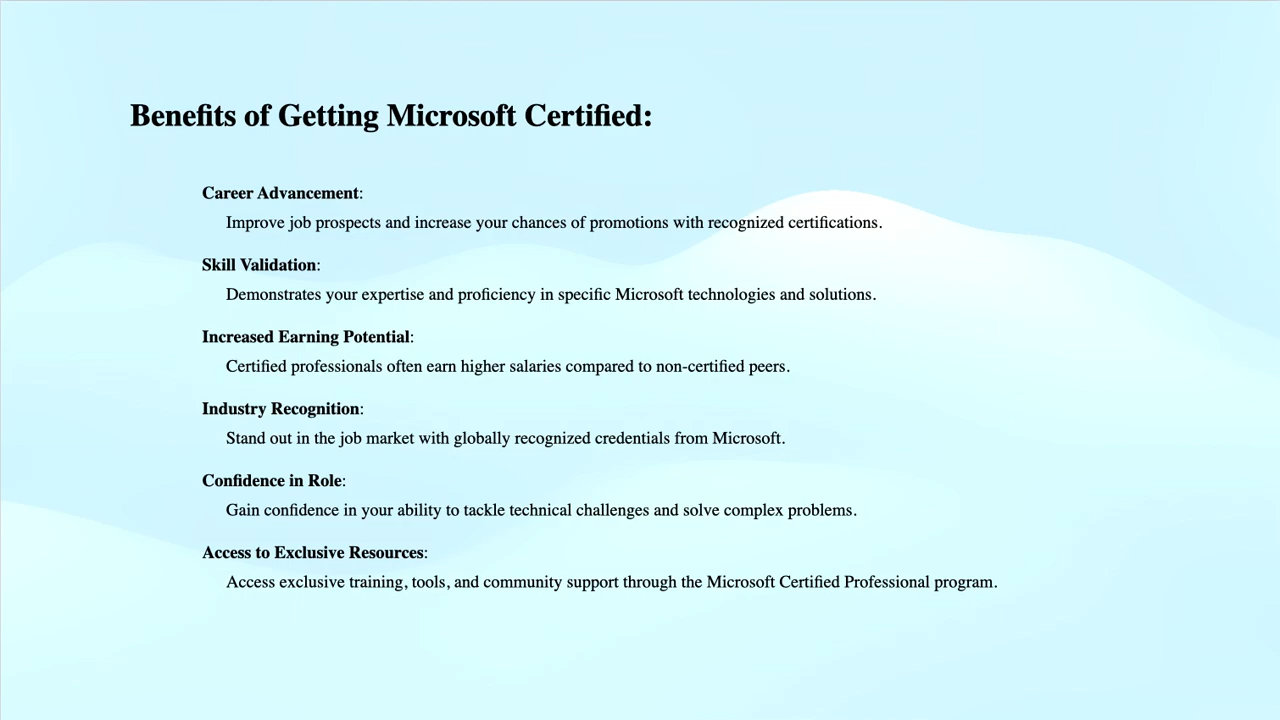 Benefits of Getting Microsoft Certified:
Career Advancement:
Improve job prospects and increase your chances of promotions with recognized certifications.
Skill Validation:
Demonstrates your expertise and proficiency in specific Microsoft technologies and solutions.
Increased Earning Potential:
Certified professionals often earn higher salaries compared to non-certified peers.
Industry Recognition:
Stand out in the job market with globally recognized credentials from Microsoft.
Confidence in Role:
Gain confidence in your ability to tackle technical challenges and solve complex problems.
Access to Exclusive Resources:
Access exclusive training, tools, and community support through the Microsoft Certified Professional program.